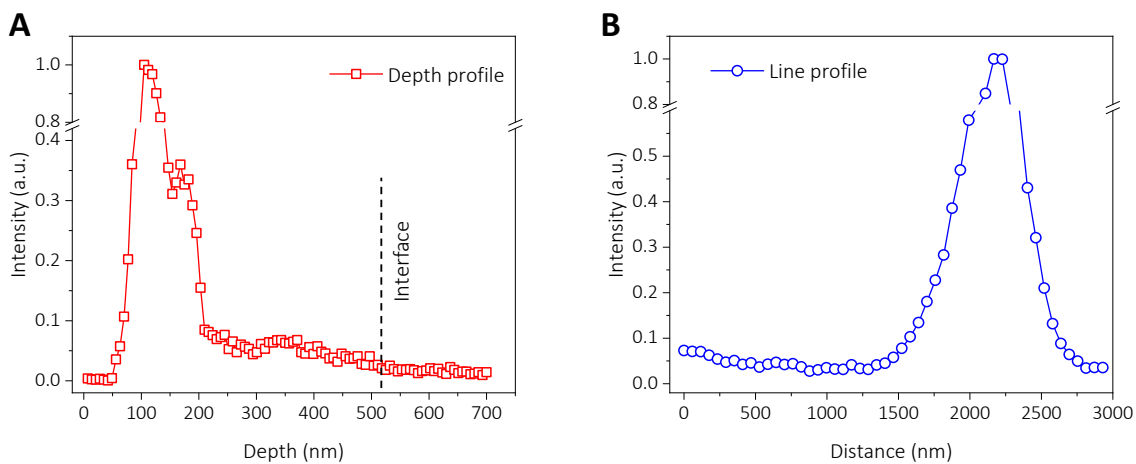 A
Depth profile
Intensity (a.u.)
1.0
0.8
0.4
0.3
0.2
0.1
0.0
Interface
0 100 200 300 400 500 600 700
Depth (nm)
B
Line profile
Intensity (a.u.)
1.0
0.8
0.5
0.4
0.3
0.2
0.1
0.0
0 500 1000 1500 2000 2500 3000
Distance (nm)